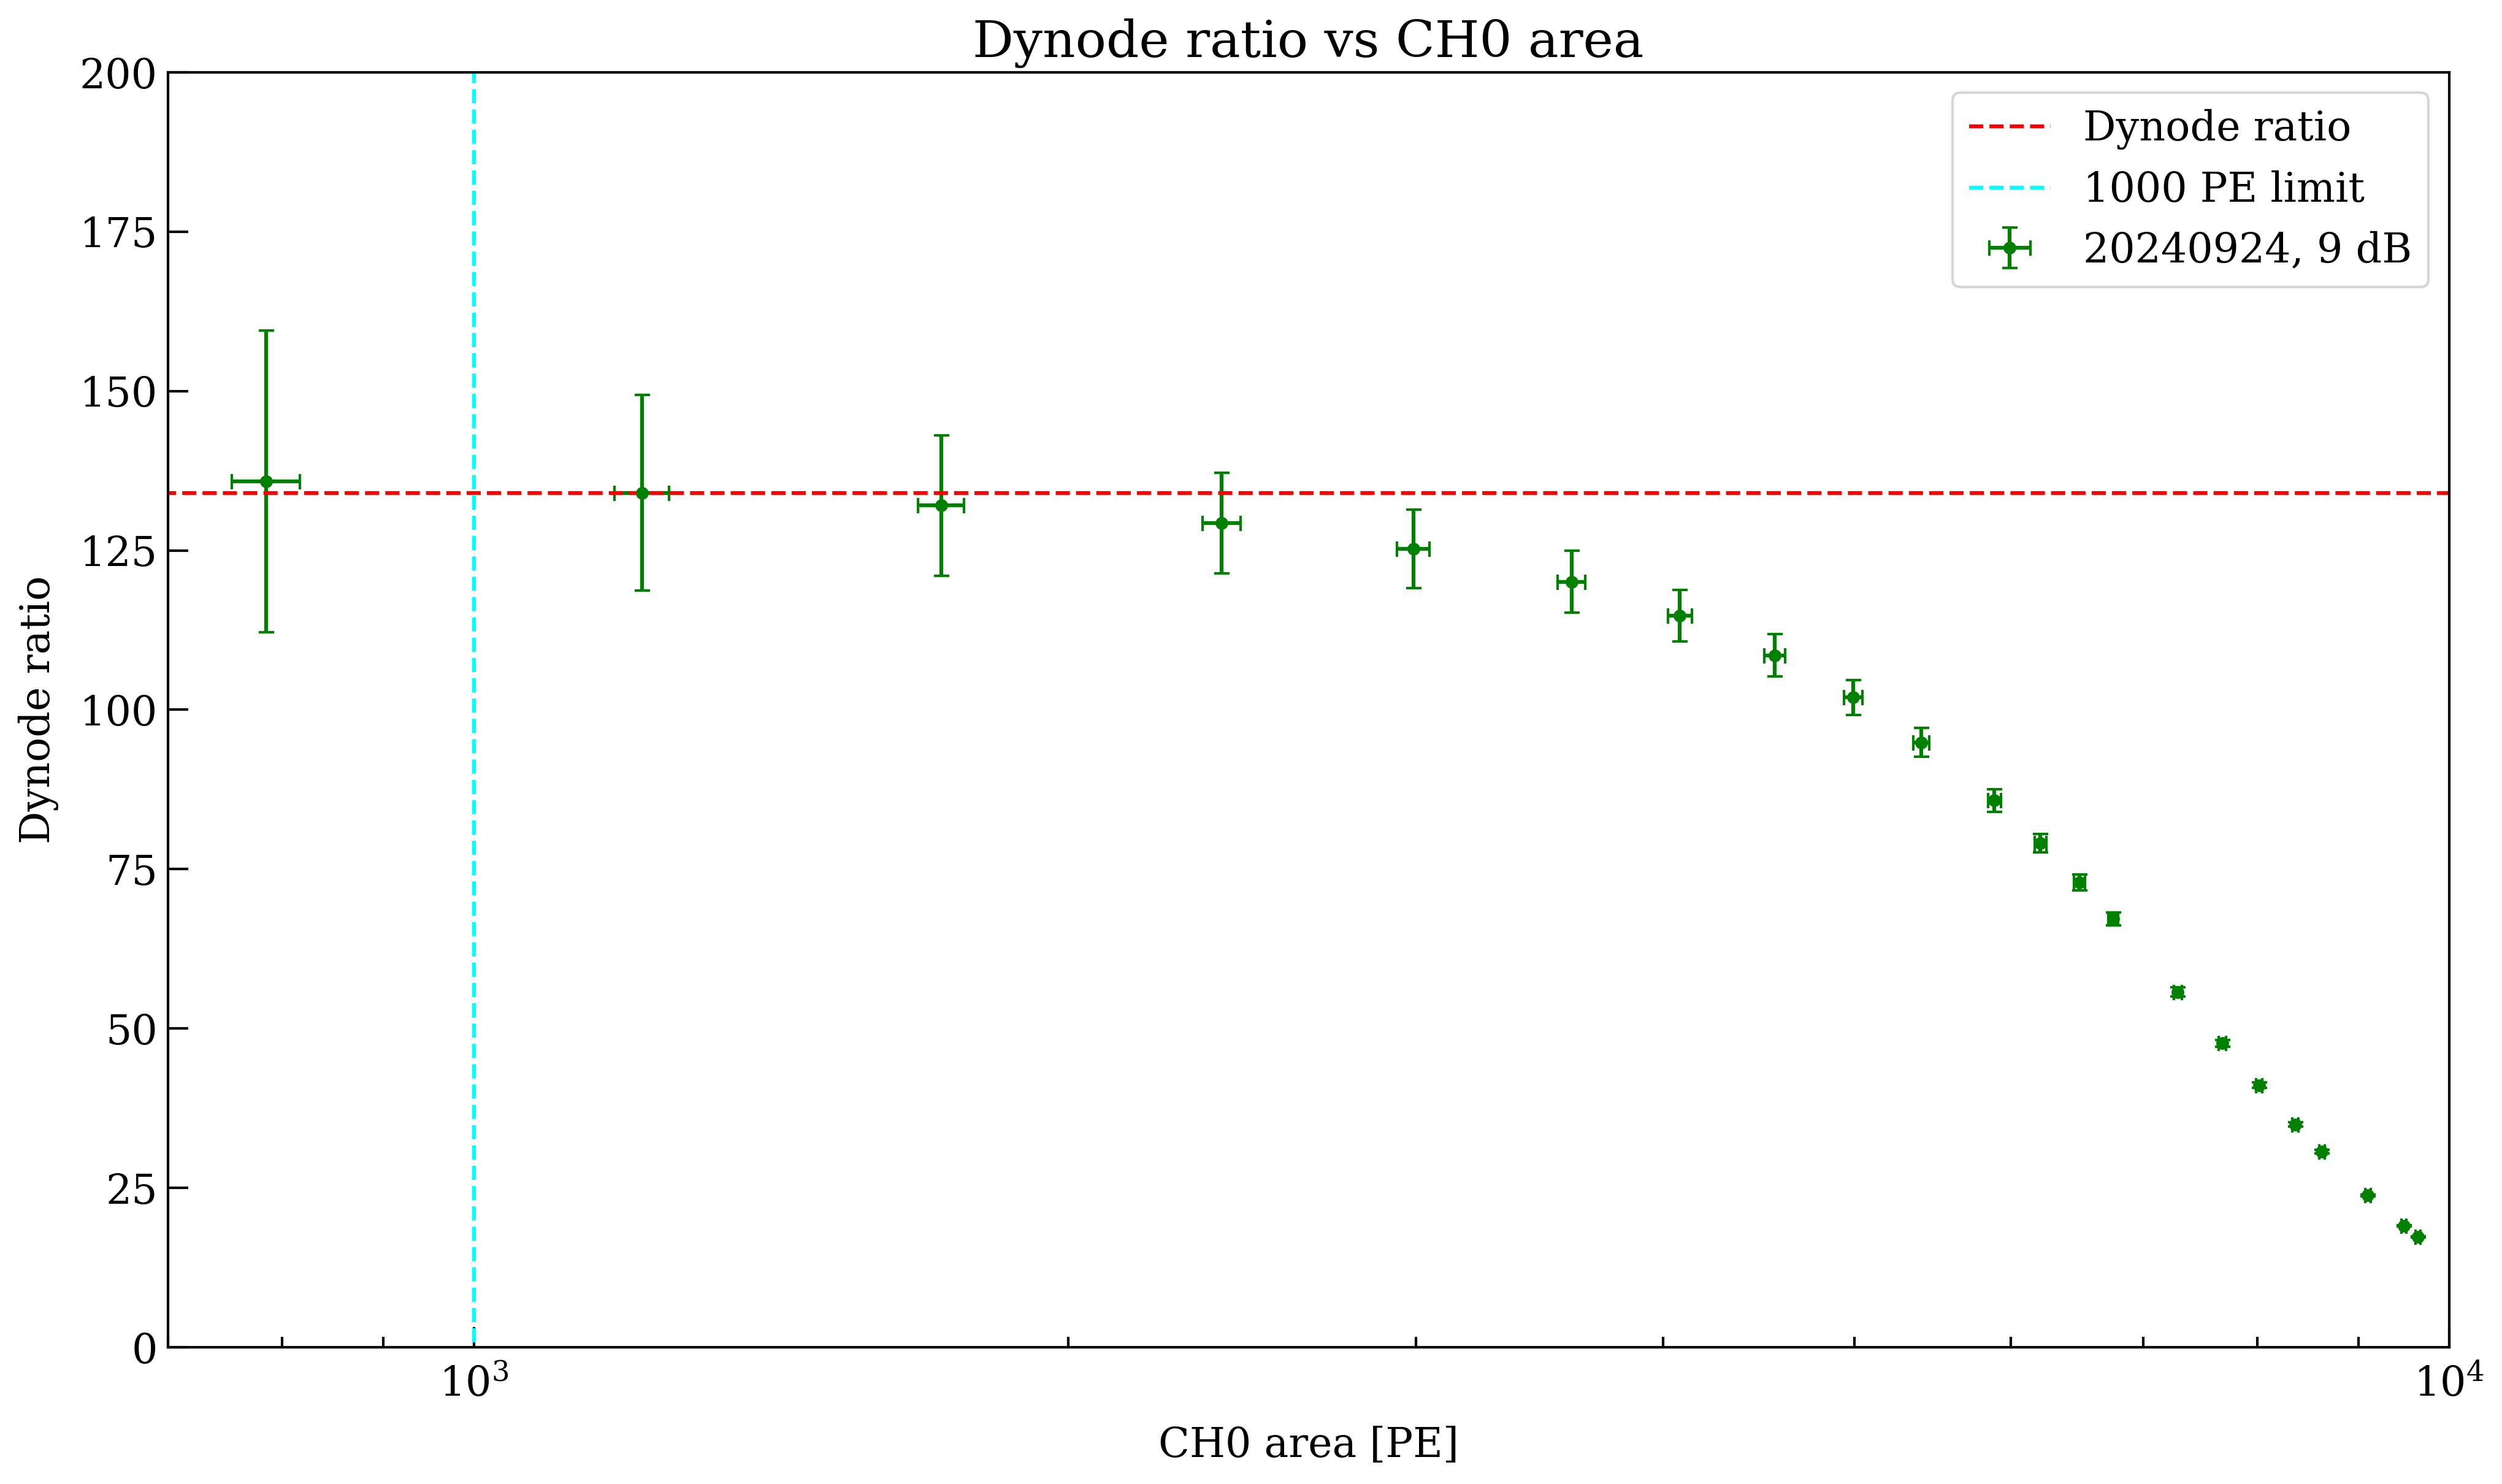 Dynode ratio vs CH0 area
200
175
150
125
100
75
50
25
0
Dynode ratio
10³
10⁴
CH0 area [PE]
Dynode ratio
1000 PE limit
20240924, 9 dB